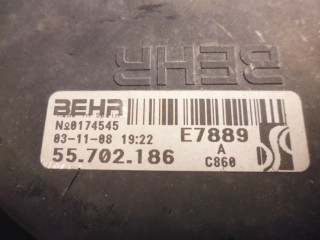 BEHR
BEHR
№0174545
03-11-08 19:22
E7889
A
55.702.186
C860